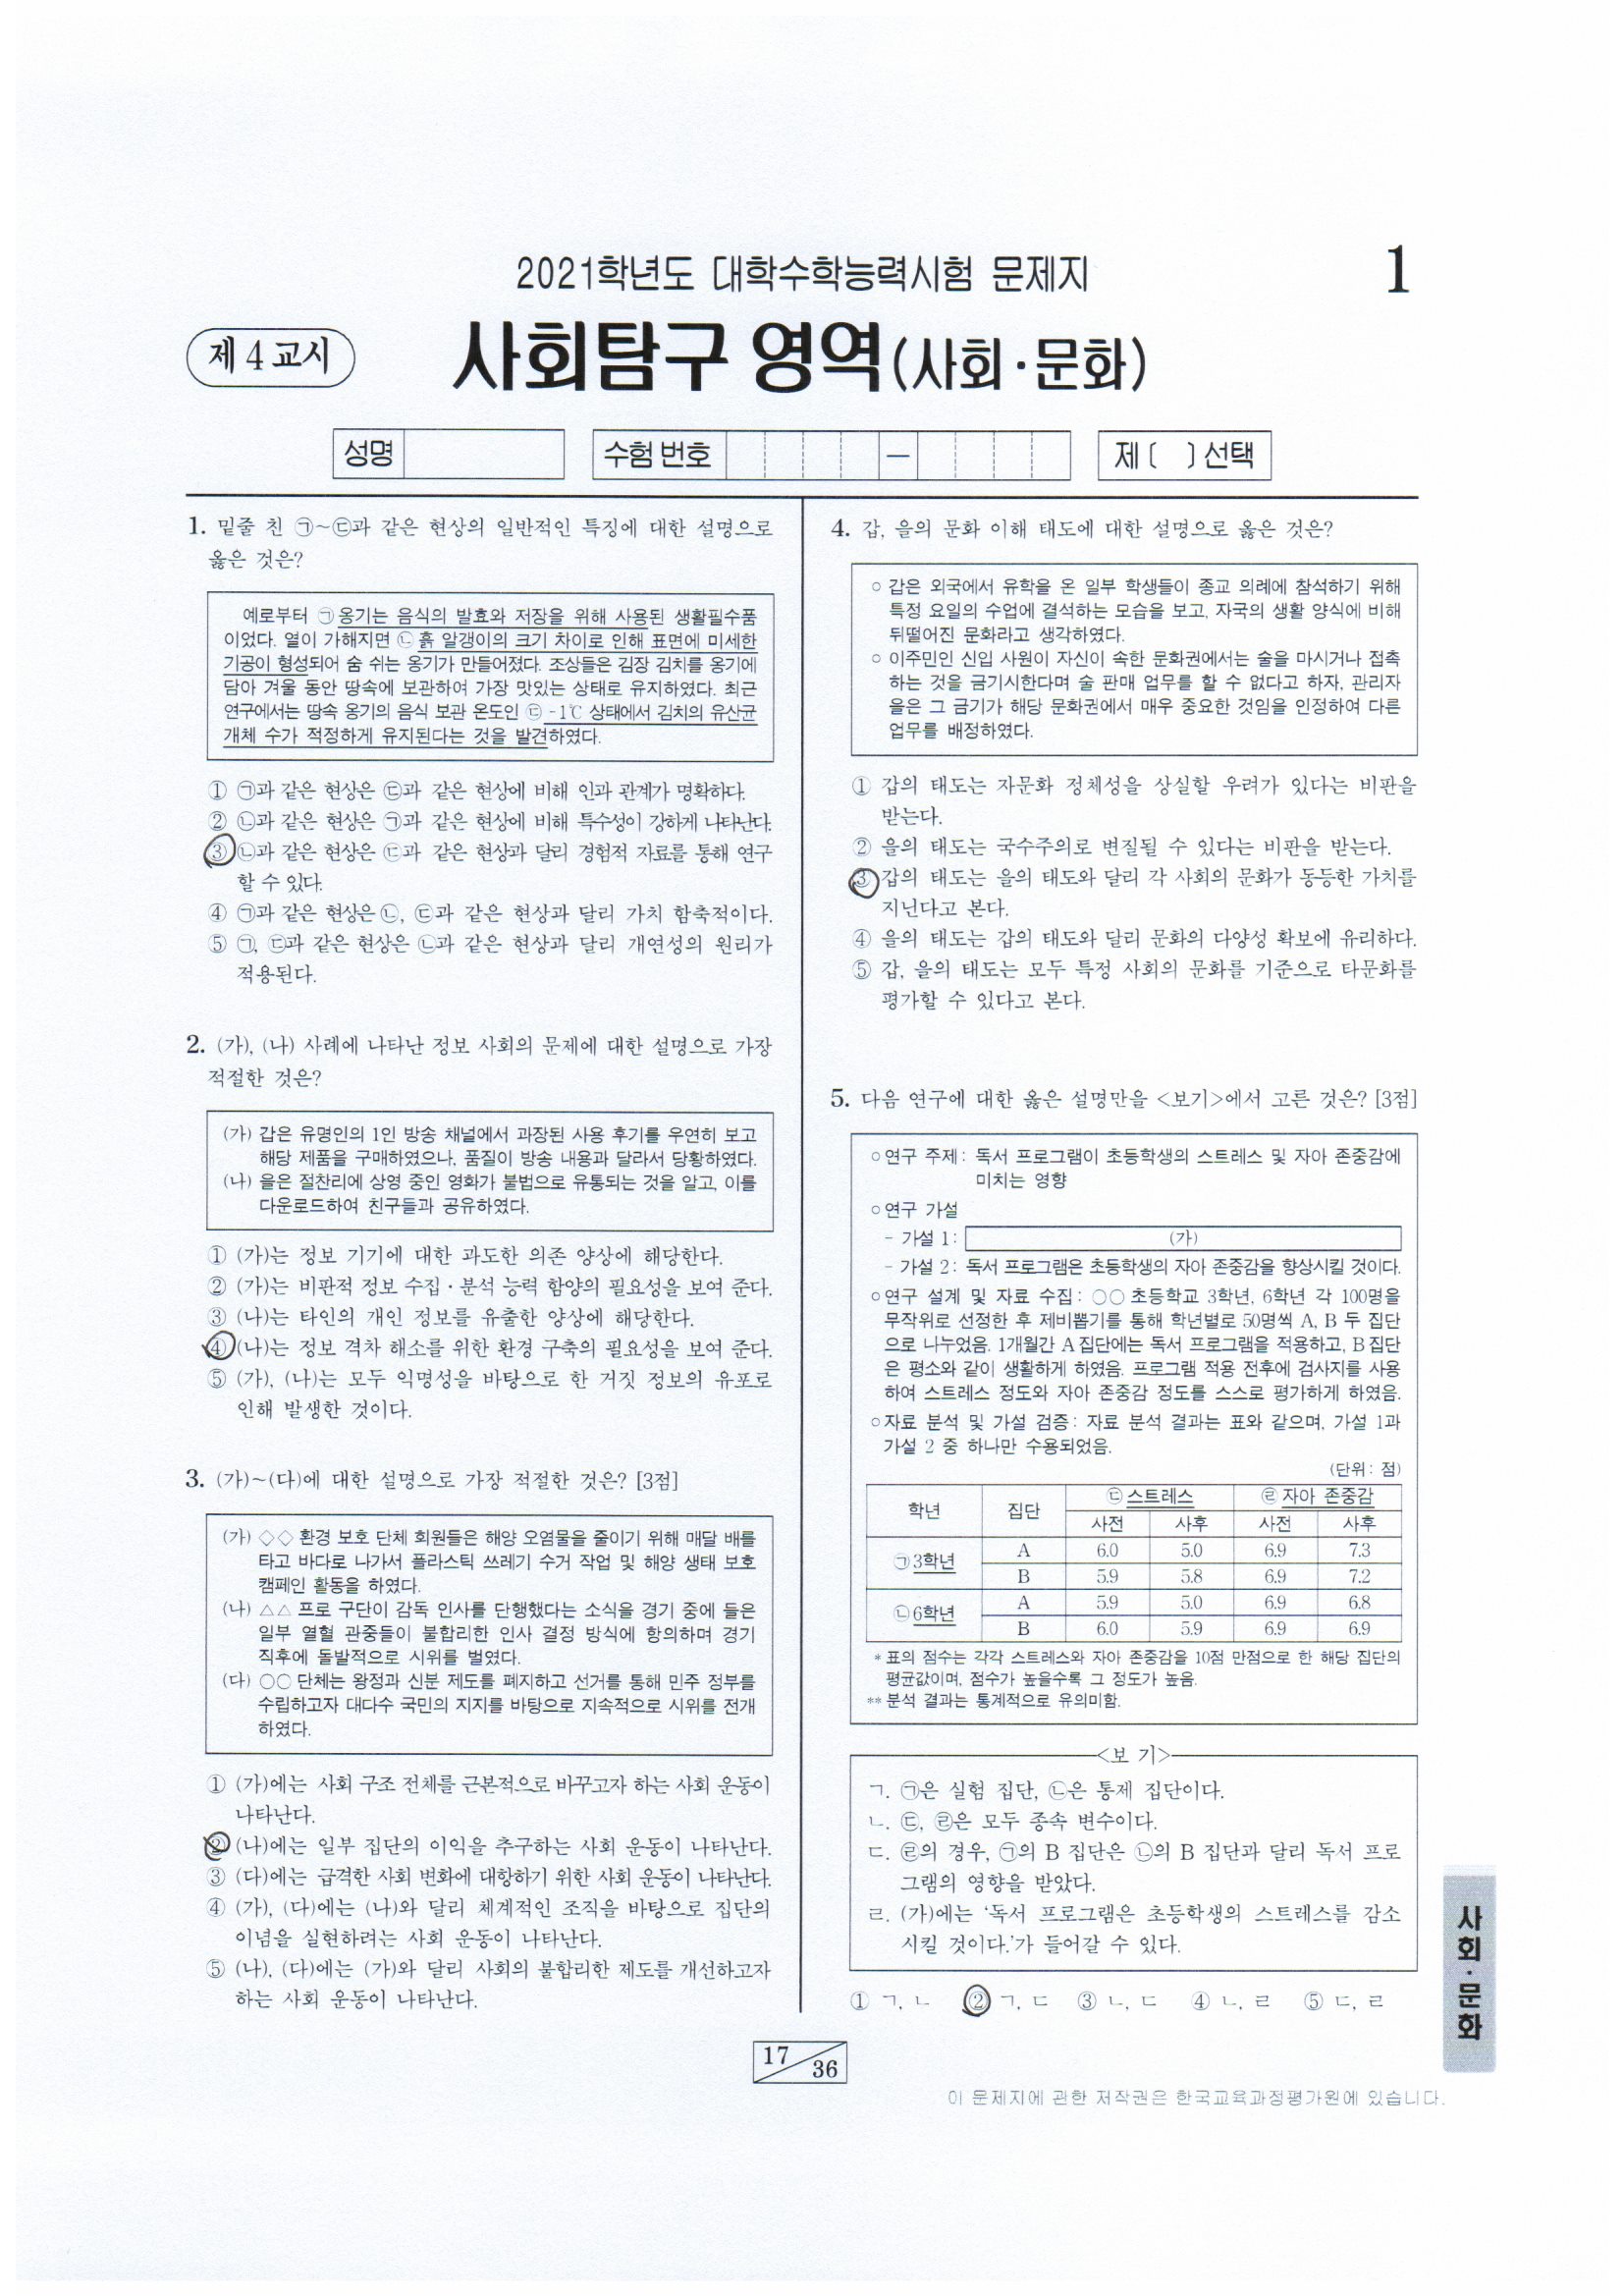 2021학년도 대학수학능력시험 문제지
1
제 4 교시
사회탐구 영역(사회·문화)
성명
수험 번호
—
제 [ ] 선택
1. 밑줄 친 ㉠~㉢과 같은 현상의 일반적인 특징에 대한 설명으로
옳은 것은?
예로부터 ㉠ 옹기는 음식의 발효와 저장을 위해 사용된 생활필수품
이었다. 열이 가해지면 ㉡ 흙 알갱이의 크기 차이로 인해 표면에 미세한
기공이 형성되어 숨 쉬는 옹기가 만들어졌다. 조상들은 김장 김치를 옹기에
담아 겨울 동안 땅속에 보관하여 가장 맛있는 상태로 유지하였다. 최근
연구에서는 땅속 옹기의 음식 보관 온도인 ㉢ -1℃ 상태에서 김치의 유산균
개체 수가 적정하게 유지된다는 것을 발견하였다.
① ㉠과 같은 현상은 ㉢과 같은 현상에 비해 인과 관계가 명확하다.
② ㉡과 같은 현상은 ㉠과 같은 현상에 비해 특수성이 강하게 나타난다.
③ ㉡과 같은 현상은 ㉢과 같은 현상과 달리 경험적 자료를 통해 연구
할 수 있다.
④ ㉠과 같은 현상은 ㉡, ㉢과 같은 현상과 달리 가치 함축적이다.
⑤ ㉠, ㉢과 같은 현상은 ㉡과 같은 현상과 달리 개연성의 원리가
적용된다.
2. (가), (나) 사례에 나타난 정보 사회의 문제에 대한 설명으로 가장
적절한 것은?
(가) 갑은 유명인의 1인 방송 채널에서 과장된 사용 후기를 우연히 보고
해당 제품을 구매하였으나, 품질이 방송 내용과 달라서 당황하였다.
(나) 을은 절찬리에 상영 중인 영화가 불법으로 유통되는 것을 알고, 이를
다운로드하여 친구들과 공유하였다.
① (가)는 정보 기기에 대한 과도한 의존 양상에 해당한다.
② (가)는 비판적 정보 수집·분석 능력 함양의 필요성을 보여 준다.
③ (나)는 타인의 개인 정보를 유출한 양상에 해당한다.
④ (나)는 정보 격차 해소를 위한 환경 구축의 필요성을 보여 준다.
⑤ (가), (나)는 모두 익명성을 바탕으로 한 거짓 정보의 유포로
인해 발생한 것이다.
3. (가)~(다)에 대한 설명으로 가장 적절한 것은? [3점]
(가) ◇◇ 환경 보호 단체 회원들은 해양 오염물을 줄이기 위해 매달 배를
타고 바다로 나가서 플라스틱 쓰레기 수거 작업 및 해양 생태 보호
캠페인 활동을 하였다.
(나) △△ 프로 구단이 감독 인사를 단행했다는 소식을 경기 중에 들은
일부 열혈 관중들이 불합리한 인사 결정 방식에 항의하며 경기
직후에 돌발적으로 시위를 벌였다.
(다) ○○ 단체는 왕정과 신분 제도를 폐지하고 선거를 통해 민주 정부를
수립하고자 대다수 국민의 지지를 바탕으로 지속적으로 시위를 전개
하였다.
① (가)에는 사회 구조 전체를 근본적으로 바꾸고자 하는 사회 운동이
나타난다.
② (나)에는 일부 집단의 이익을 추구하는 사회 운동이 나타난다.
③ (다)에는 급격한 사회 변화에 대항하기 위한 사회 운동이 나타난다.
④ (가), (다)에는 (나)와 달리 체계적인 조직을 바탕으로 집단의
이념을 실현하려는 사회 운동이 나타난다.
⑤ (나), (다)에는 (가)와 달리 사회의 불합리한 제도를 개선하고자
하는 사회 운동이 나타난다.
4. 갑, 을의 문화 이해 태도에 대한 설명으로 옳은 것은?
○ 갑은 외국에서 유학을 온 일부 학생들이 종교 의례에 참석하기 위해
특정 요일의 수업에 결석하는 모습을 보고, 자국의 생활 양식에 비해
뒤떨어진 문화라고 생각하였다.
○ 이주민인 신입 사원이 자신이 속한 문화권에서는 술을 마시거나 접촉
하는 것을 금기시한다며 술 판매 업무를 할 수 없다고 하자, 관리자
을은 그 금기가 해당 문화권에서 매우 중요한 것임을 인정하여 다른
업무를 배정하였다.
① 갑의 태도는 자문화 정체성을 상실할 우려가 있다는 비판을
받는다.
② 을의 태도는 국수주의로 변질될 수 있다는 비판을 받는다.
③ 갑의 태도는 을의 태도와 달리 각 사회의 문화가 동등한 가치를
지닌다고 본다.
④ 을의 태도는 갑의 태도와 달리 문화의 다양성 확보에 유리하다.
⑤ 갑, 을의 태도는 모두 특정 사회의 문화를 기준으로 타문화를
평가할 수 있다고 본다.
5. 다음 연구에 대한 옳은 설명만을 <보기>에서 고른 것은? [3점]
○ 연구 주제: 독서 프로그램이 초등학생의 스트레스 및 자아 존중감에
미치는 영향
○ 연구 가설
- 가설 1: (가)
- 가설 2: 독서 프로그램은 초등학생의 자아 존중감을 향상시킬 것이다.
○ 연구 설계 및 자료 수집: ○○ 초등학교 3학년, 6학년 각 100명을
무작위로 선정한 후 제비뽑기를 통해 학년별로 50명씩 A, B 두 집단
으로 나누었음. 1개월간 A 집단에는 독서 프로그램을 적용하고, B 집단
은 평소와 같이 생활하게 하였음. 프로그램 적용 전후에 검사지를 사용
하여 스트레스 정도와 자아 존중감 정도를 스스로 평가하게 하였음.
○ 자료 분석 및 가설 검증: 자료 분석 결과는 표와 같으며, 가설 1과
가설 2 중 하나만 수용되었음.
(단위: 점)
학년 집단 ㉢ 스트레스 ㉣ 자아 존중감
사전 사후 사전 사후
㉠ 3학년 A 6.0 5.0 6.9 7.3
B 5.9 5.8 6.9 7.2
㉡ 6학년 A 5.9 5.0 6.9 6.8
B 6.0 5.9 6.9 6.9
* 표의 점수는 각각 스트레스와 자아 존중감을 10점 만점으로 한 해당 집단의
평균값이며, 점수가 높을수록 그 정도가 높음.
** 분석 결과는 통계적으로 유의미함.
<보 기>
ㄱ. ㉠은 실험 집단, ㉡은 통제 집단이다.
ㄴ. ㉢, ㉣은 모두 종속 변수이다.
ㄷ. ㉣의 경우, ㉠의 B 집단은 ㉡의 B 집단과 달리 독서 프로
그램의 영향을 받았다.
ㄹ. (가)에는 '독서 프로그램은 초등학생의 스트레스를 감소
시킬 것이다.'가 들어갈 수 있다.
① ㄱ, ㄴ ② ㄱ, ㄷ ③ ㄴ, ㄷ ④ ㄴ, ㄹ ⑤ ㄷ, ㄹ
사회·문화
17 36
이 문제지에 관한 저작권은 한국교육과정평가원에 있습니다.